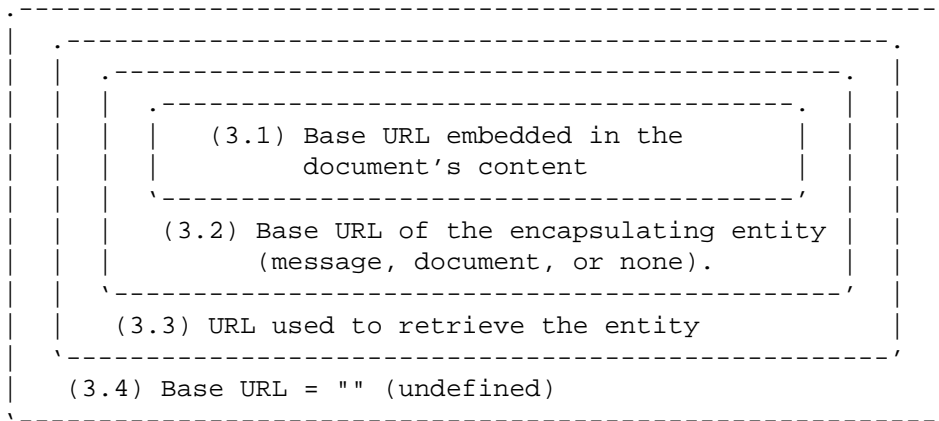 (3.1) Base URL embedded in the
document's content
(3.2) Base URL of the encapsulating entity
(message, document, or none).
(3.3) URL used to retrieve the entity
(3.4) Base URL = "" (undefined)